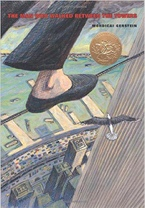 THE MAN WHO WALKED BETWEEN THE TOWERS
MORDICAI GERSTEIN